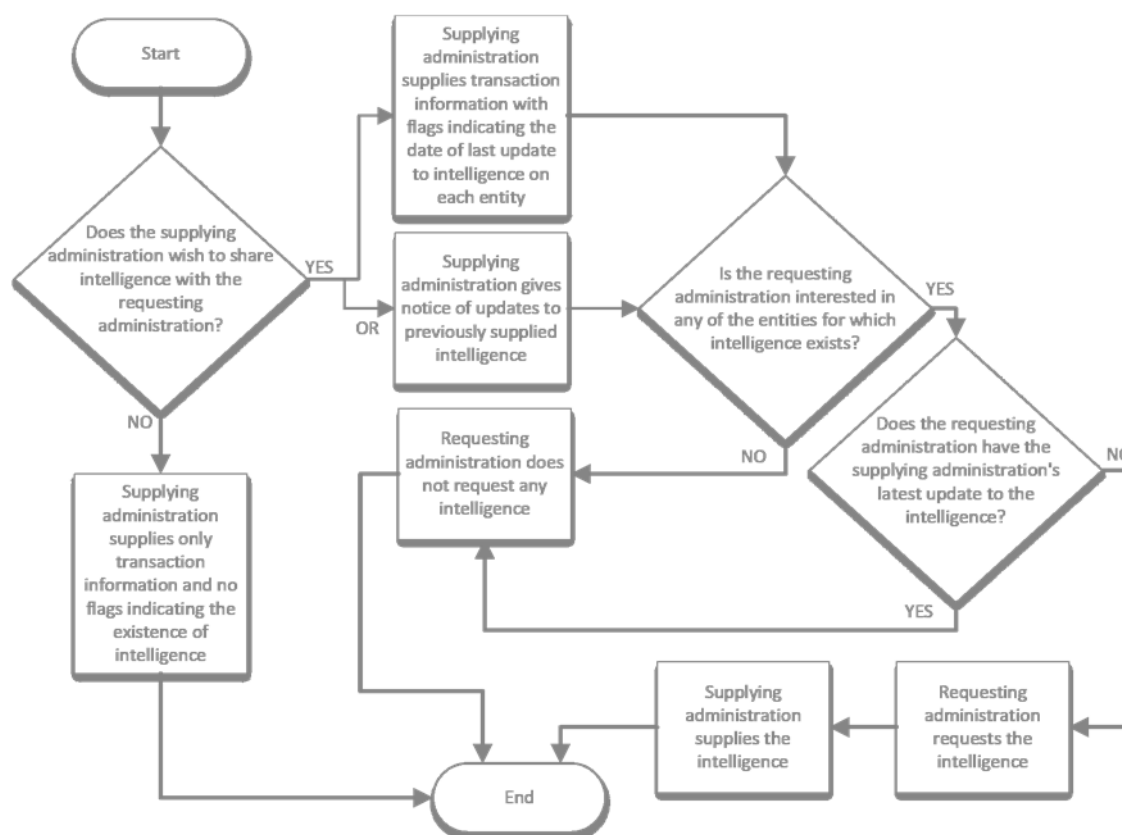 Start
Does the supplying
administration wish to share
intelligence with the
requesting
administration?
YES
OR
NO
Supplying
administration
supplies transaction
information with
flags indicating the
date of last update
to intelligence on
each entity
Supplying
administration gives
notice of updates to
previously supplied
intelligence
Is the requesting
administration interested in
any of the entities for which
intelligence exists?
YES
NO
Does the requesting
administration have the
supplying administration's
latest update to the
intelligence?
NO
YES
Requesting
administration does
not request any
intelligence
Supplying
administration
supplies only
transaction
information and no
flags indicating the
existence of
intelligence
Requesting
administration
requests the
intelligence
Supplying
administration
supplies the
intelligence
End